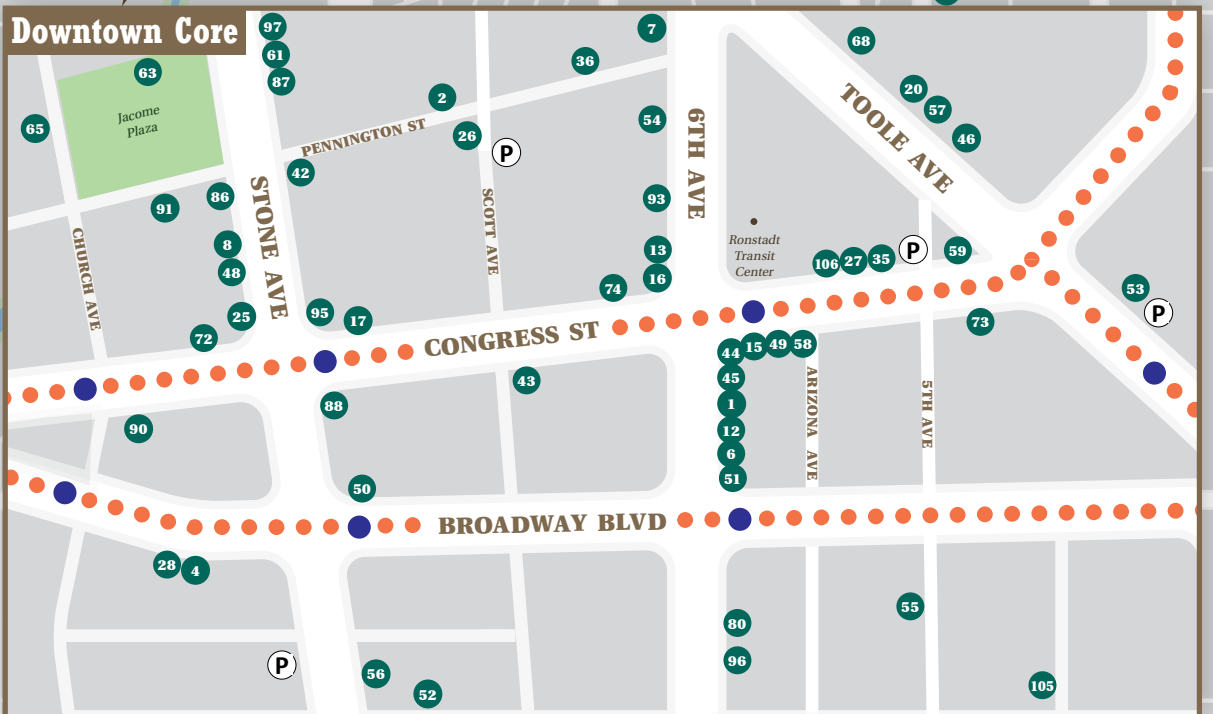 Downtown Core
97
7
61
68
36
63
87
20
2
57
Jacome
Plaza
54
65
26
46
P
PENNINGTON ST
6TH AVE
TOOLE AVE
42
86
93
91
STONE AVE
SCOTT AVE
8
Ronstadt
Transit
Center
13
P
59
48
CHURCH AVE
106
27
35
16
74
53
25
95
17
P
73
72
CONGRESS ST
44
15
49
58
43
45
88
1
ARIZONA AVE
5TH AVE
90
12
6
51
50
BROADWAY BLVD
28
4
55
80
P
96
56
52
105